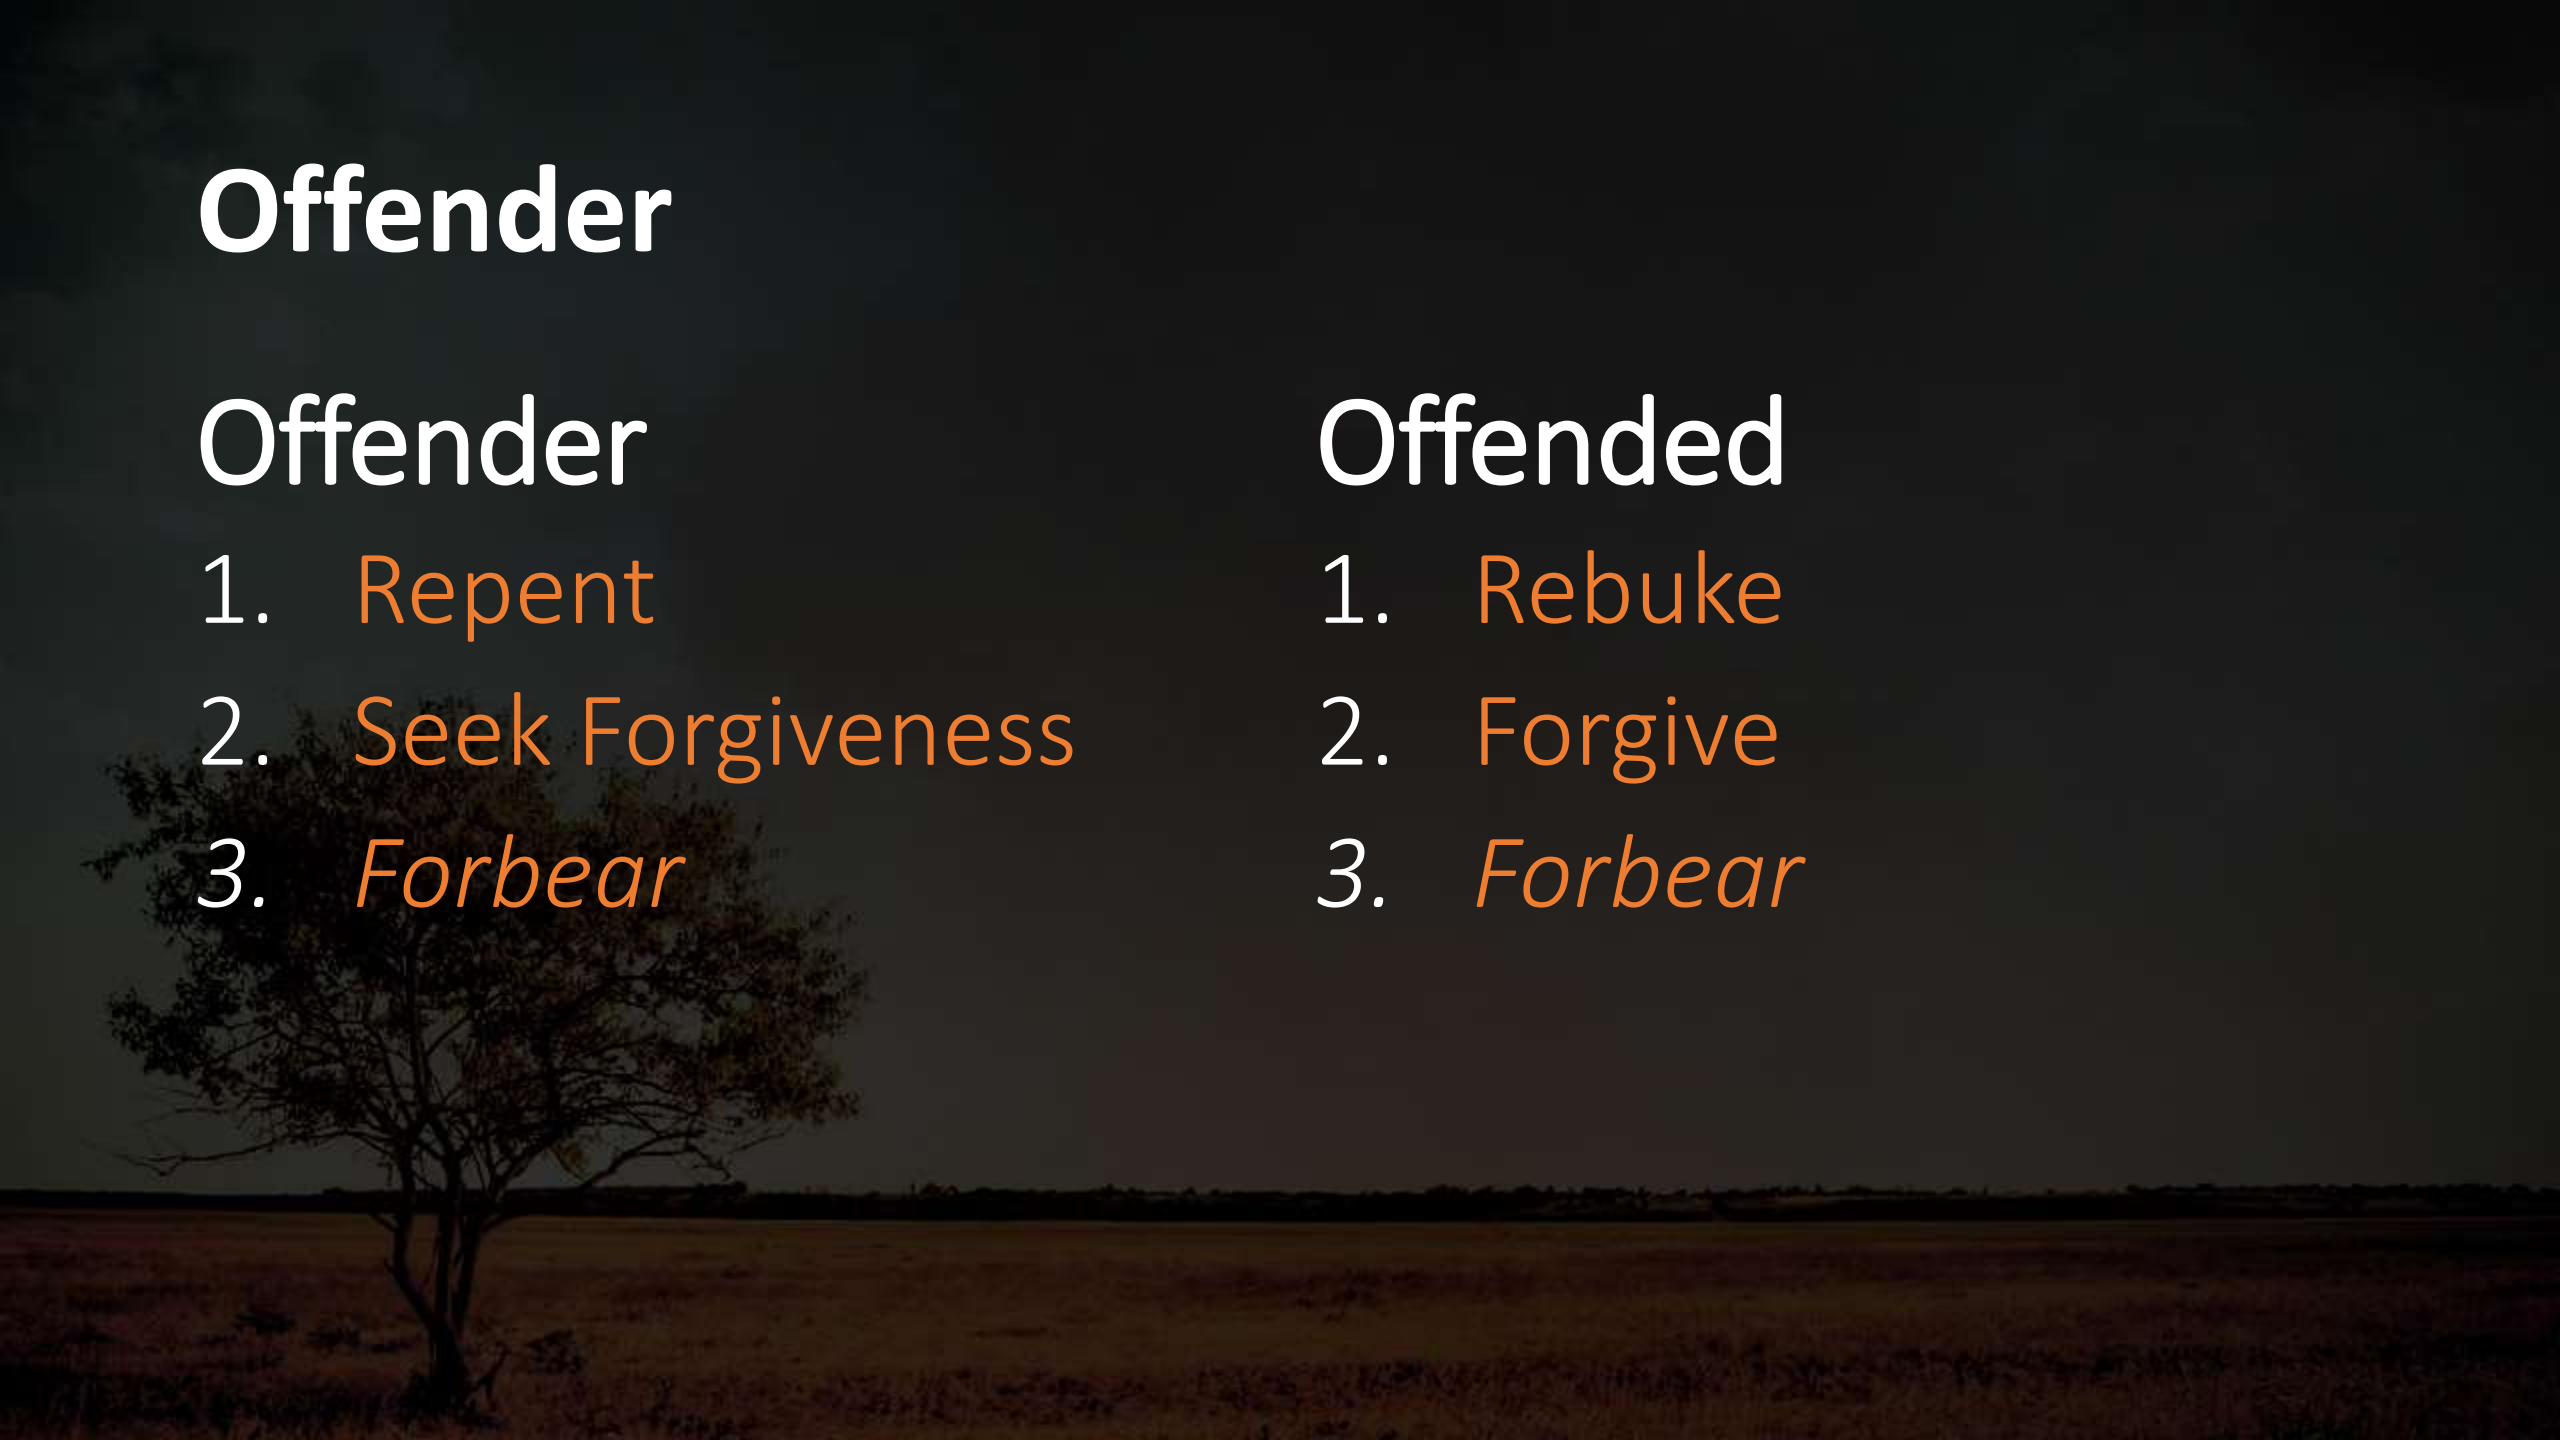 Offender
Offender
1. Repent
2. Seek Forgiveness
3. Forbear
Offended
1. Rebuke
2. Forgive
3. Forbear